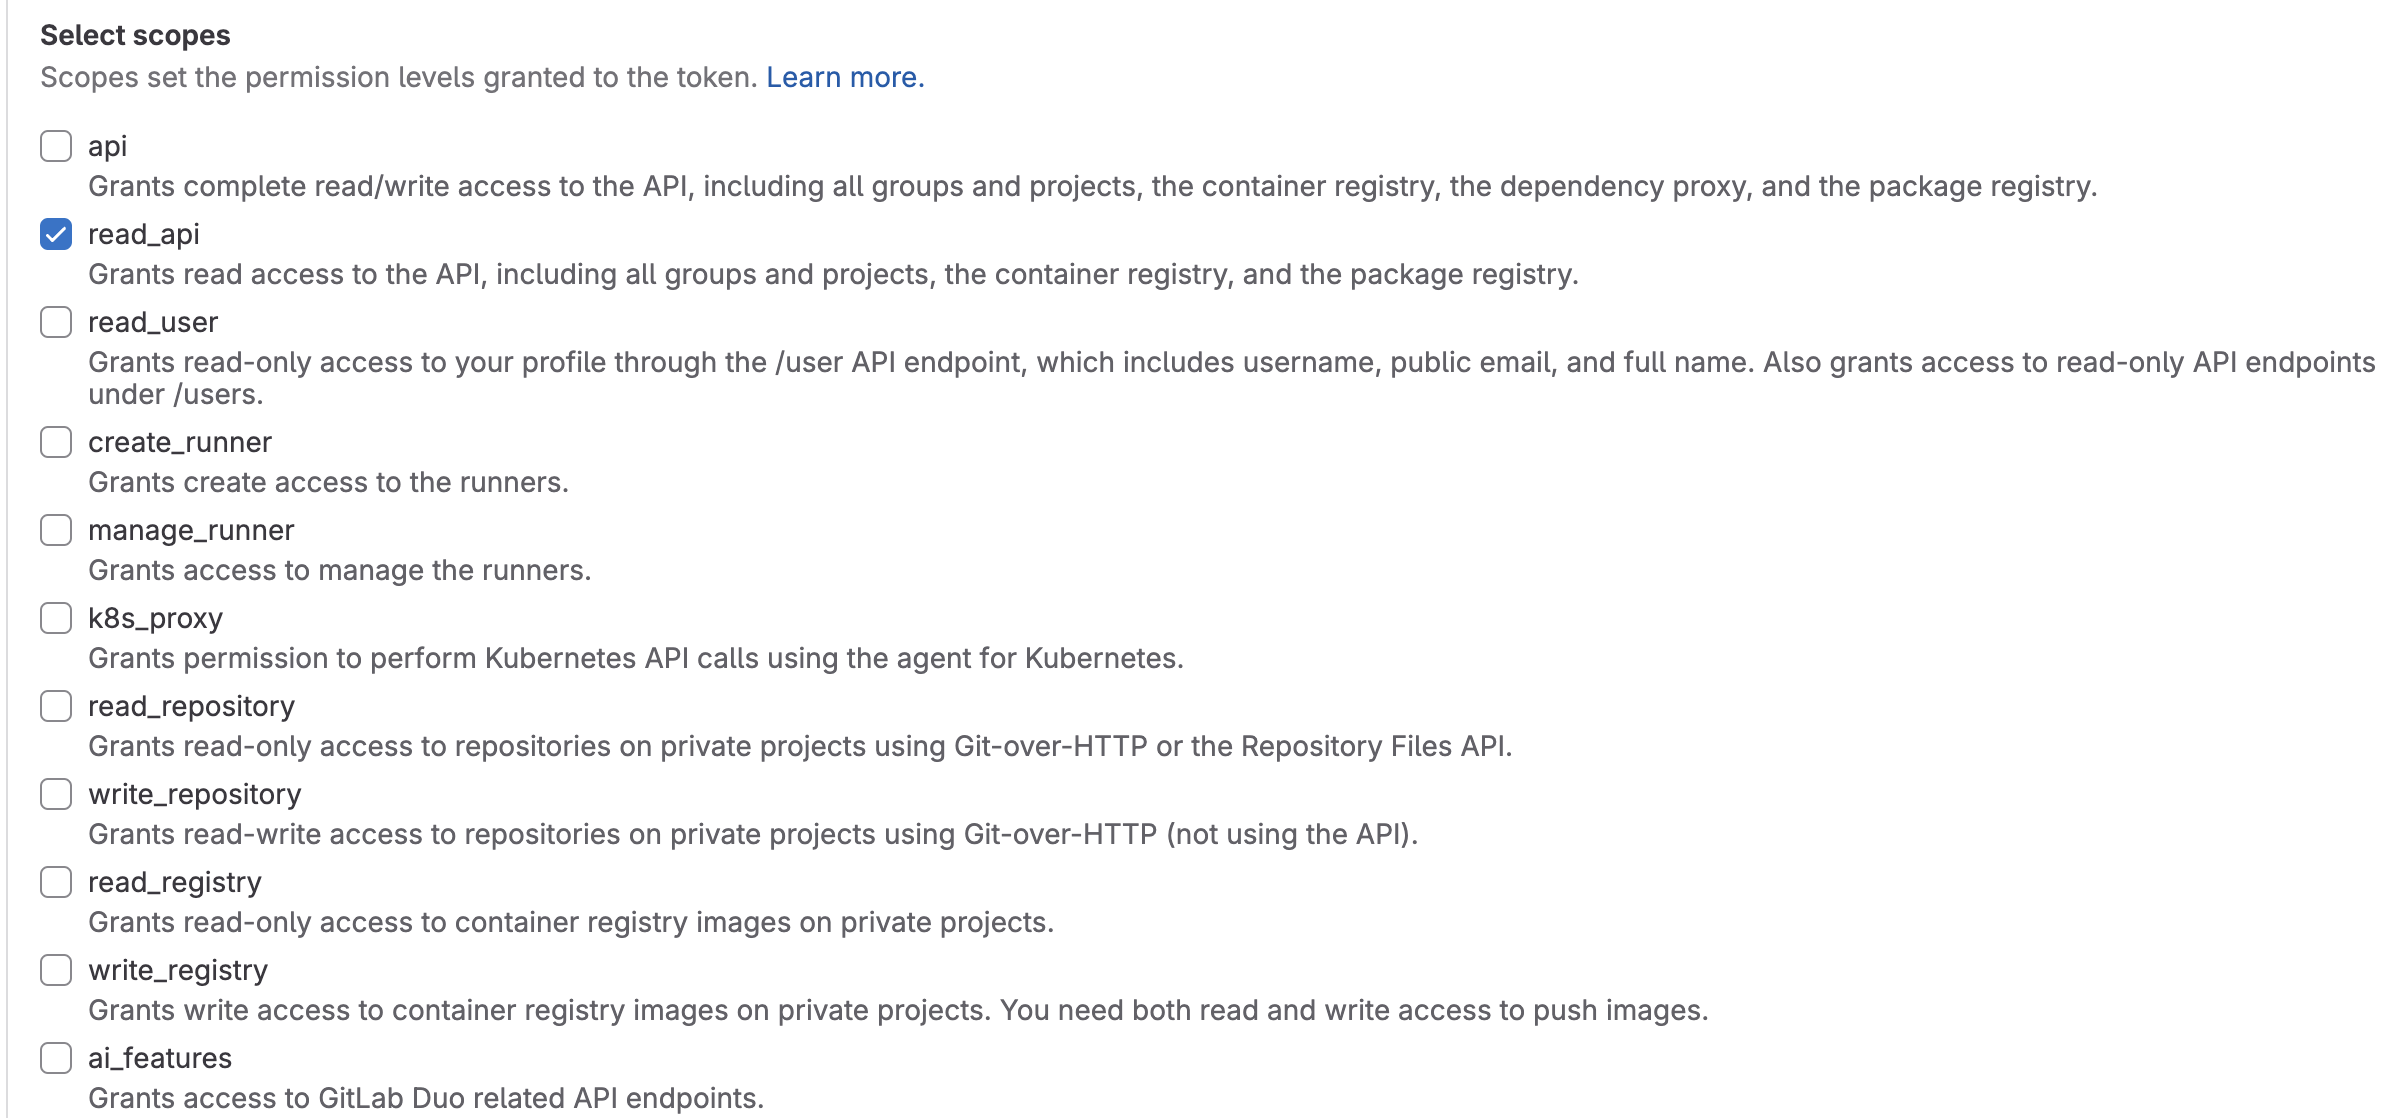 Select scopes
Scopes set the permission levels granted to the token. Learn more.
api
Grants complete read/write access to the API, including all groups and projects, the container registry, the dependency proxy, and the package registry.
read_api
Grants read access to the API, including all groups and projects, the container registry, and the package registry.
read_user
Grants read-only access to your profile through the /user API endpoint, which includes username, public email, and full name. Also grants access to read-only API endpoints
under /users.
create_runner
Grants create access to the runners.
manage_runner
Grants access to manage the runners.
k8s_proxy
Grants permission to perform Kubernetes API calls using the agent for Kubernetes.
read_repository
Grants read-only access to repositories on private projects using Git-over-HTTP or the Repository Files API.
write_repository
Grants read-write access to repositories on private projects using Git-over-HTTP (not using the API).
read_registry
Grants read-only access to container registry images on private projects.
write_registry
Grants write access to container registry images on private projects. You need both read and write access to push images.
ai_features
Grants access to GitLab Duo related API endpoints.